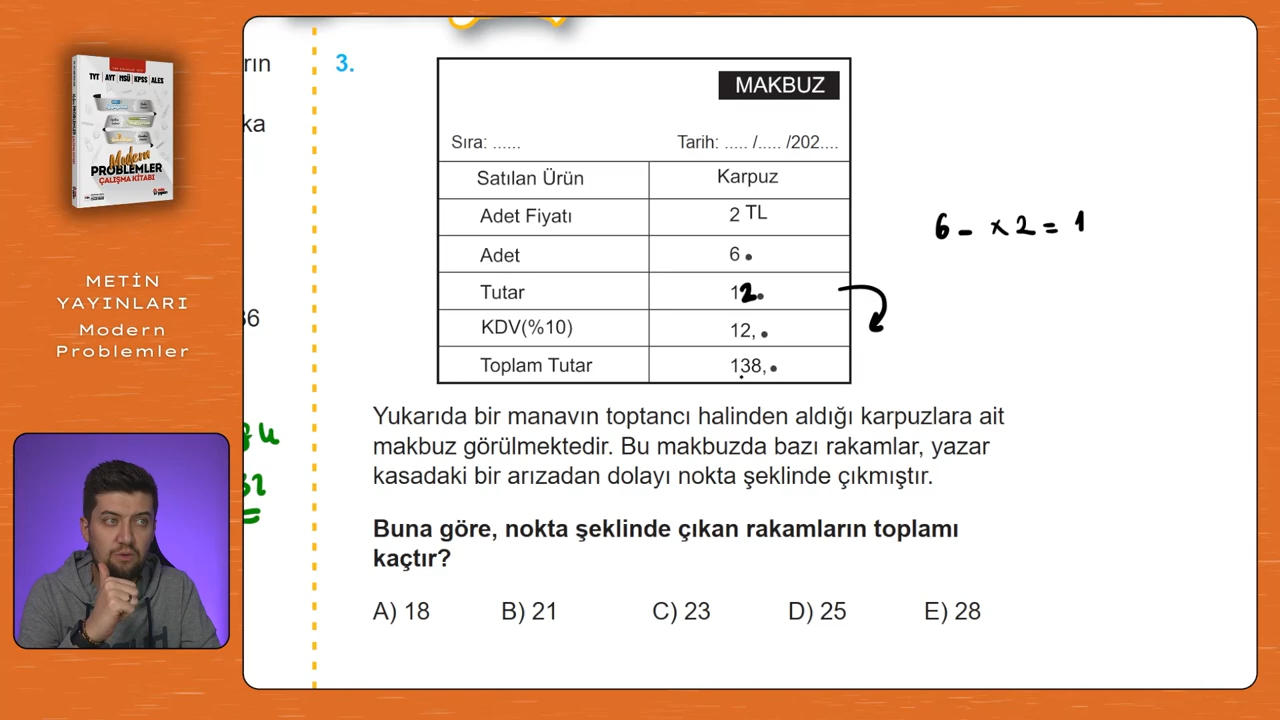 TYT AYT MSÜ KPSS ALES
Modern
PROBLEMLER
ÇALIŞMA KİTABI
METİN
YAYINLARI
Modern
Problemler
rın
ka
36
3.
MAKBUZ
Sıra: ...... Tarih: ..... /..... /202....
Satılan Ürün Karpuz
Adet Fiyatı 2 TL
Adet 6•
Tutar 12•
KDV(%10) 12,•
Toplam Tutar 138,•
6 - x 2 = 1
Yukarıda bir manavın toptancı halinden aldığı karpuzlara ait
makbuz görülmektedir. Bu makbuzda bazı rakamlar, yazar
kasadaki bir arızadan dolayı nokta şeklinde çıkmıştır.
Buna göre, nokta şeklinde çıkan rakamların toplamı
kaçtır?
A) 18 B) 21 C) 23 D) 25 E) 28